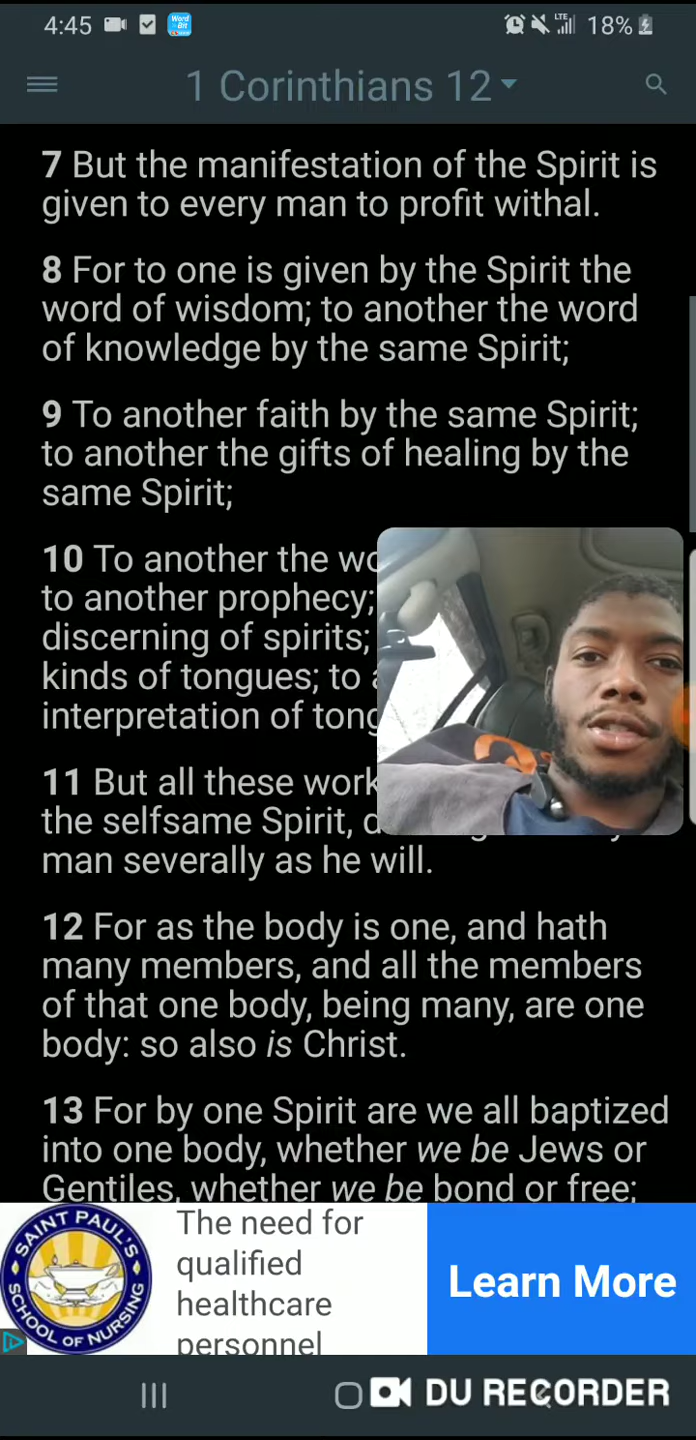 4:45
Word Bit
LTE
18%
1 Corinthians 12
7 But the manifestation of the Spirit is
given to every man to profit withal.
8 For to one is given by the Spirit the
word of wisdom; to another the word
of knowledge by the same Spirit;
9 To another faith by the same Spirit;
to another the gifts of healing by the
same Spirit;
10 To another the
to another prophecy;
discerning of spirits;
kinds of tongues; to
interpretation of
11 But all these
the selfsame Spirit,
man severally as he will.
12 For as the body is one, and hath
many members, and all the members
of that one body, being many, are one
body: so also is Christ.
13 For by one Spirit are we all baptized
into one body, whether we be Jews or
Gentiles, whether we be bond or free;
SAINT PAUL'S
SCHOOL OF NURSING
The need for
qualified
healthcare
personnel
Learn More
DU RECORDER